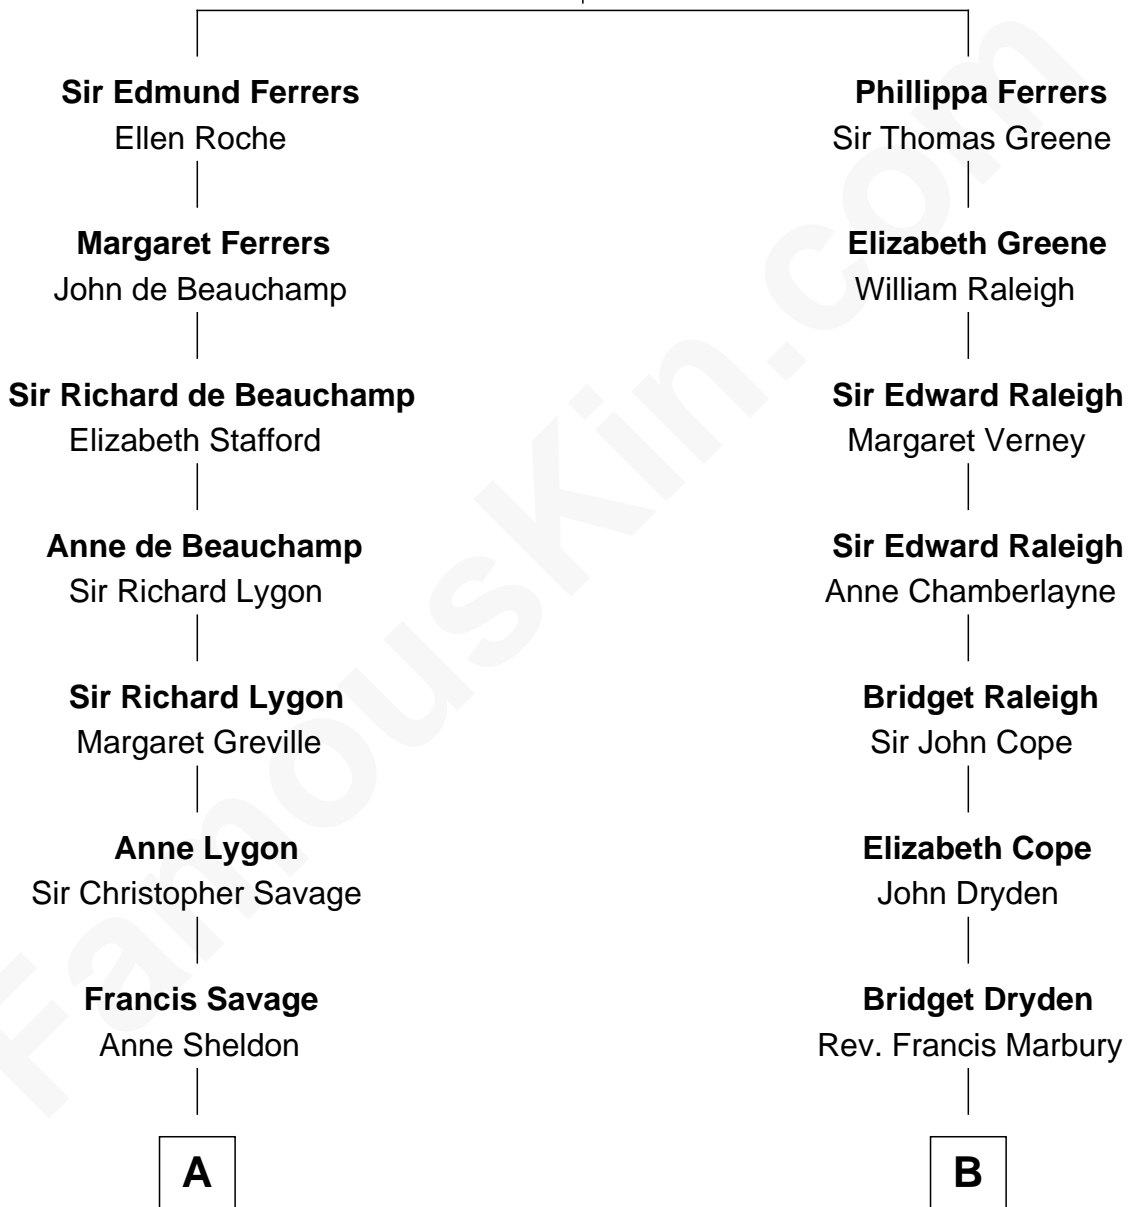 Sir Edmund Ferrers
Ellen Roche
Margaret Ferrers
John de Beauchamp
Sir Richard de Beauchamp
Elizabeth Stafford
Anne de Beauchamp
Sir Richard Lygon
Sir Richard Lygon
Margaret Greville
Anne Lygon
Sir Christopher Savage
Francis Savage
Anne Sheldon
A
Phillippa Ferrers
Sir Thomas Greene
Elizabeth Greene
William Raleigh
Sir Edward Raleigh
Margaret Verney
Sir Edward Raleigh
Anne Chamberlayne
Bridget Raleigh
Sir John Cope
Elizabeth Cope
John Dryden
Bridget Dryden
Rev. Francis Marbury
B
FamousKin.com